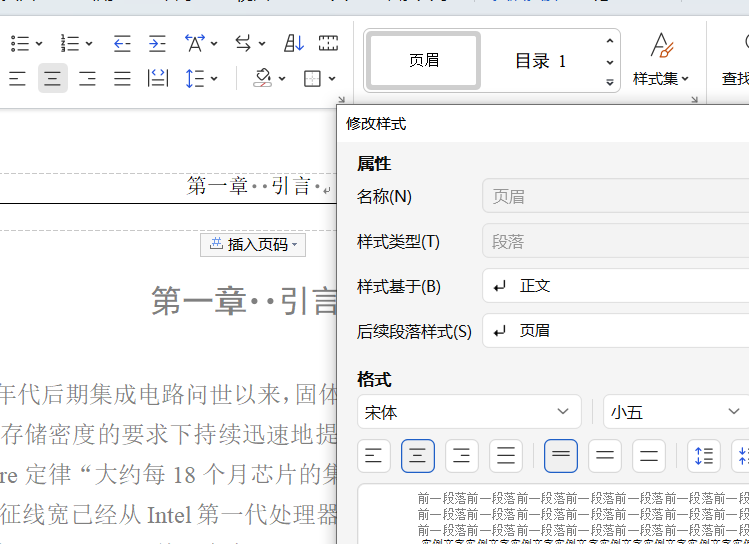 页眉
目录 1
样式集
查找
修改样式
属性
名称(N)
页眉
样式类型(T)
段落
样式基于(B)
正文
后续段落样式(S)
页眉
格式
宋体
小五
前一段落前一段落前一段落前一段落前一段落前一段落前一段落
前一段落前一段落前一段落前一段落前一段落前一段落前一段落
前一段落前一段落前一段落前一段落前一段落前一段落前一段落
第一章··引言·
插入页码
第一章··引言
年代后期集成电路问世以来，固体
存储密度的要求下持续迅速地提
re 定律“大约每 18 个月芯片的集
征线宽已经从 Intel 第一代处理器